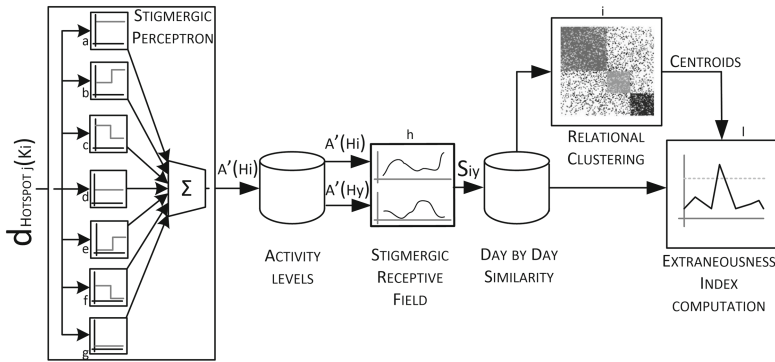 STIGMERGIC
PERCEPTRON
a
b
c
d
e
f
g
d HOTSPOT j(Ki)
Σ
A'(Hi)
ACTIVITY
LEVELS
A'(Hi)
A'(Hy)
h
STIGMERGIC
RECEPTIVE
FIELD
Siy
DAY BY DAY
SIMILARITY
i
RELATIONAL
CLUSTERING
CENTROIDS
l
EXTRANEOUSNESS
INDEX
COMPUTATION